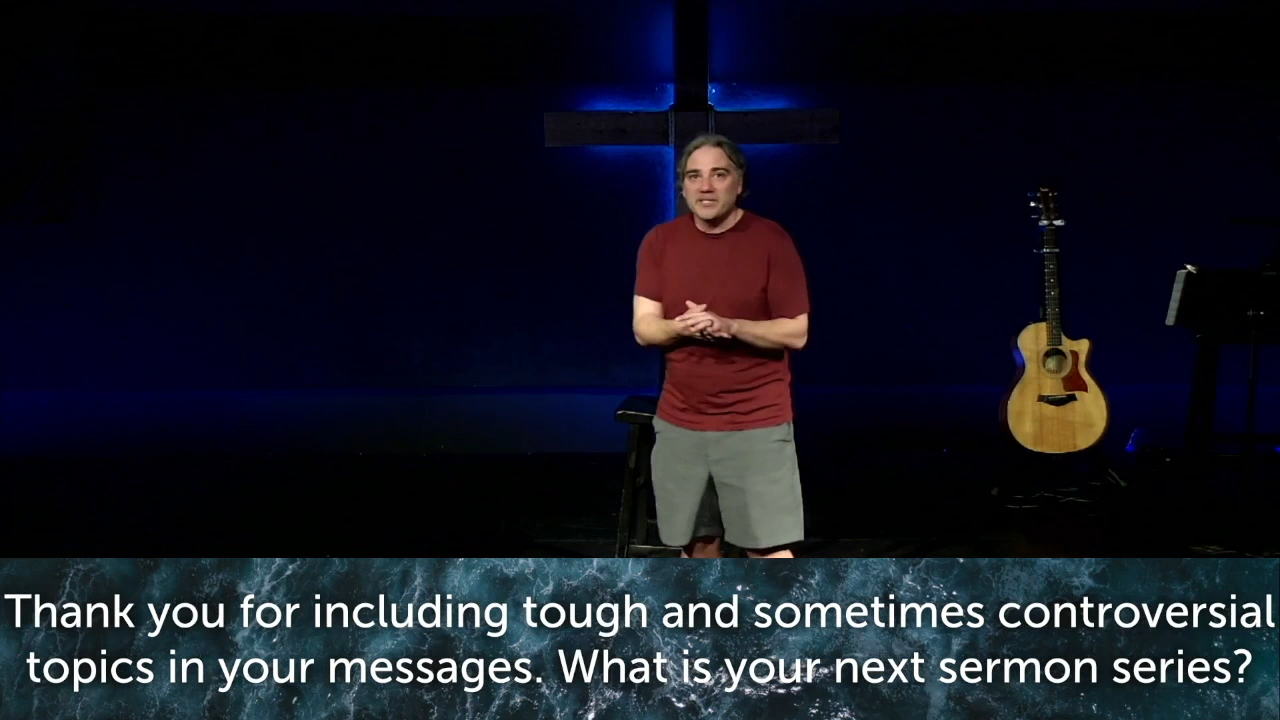 Thank you for including tough and sometimes controversial
topics in your messages. What is your next sermon series?